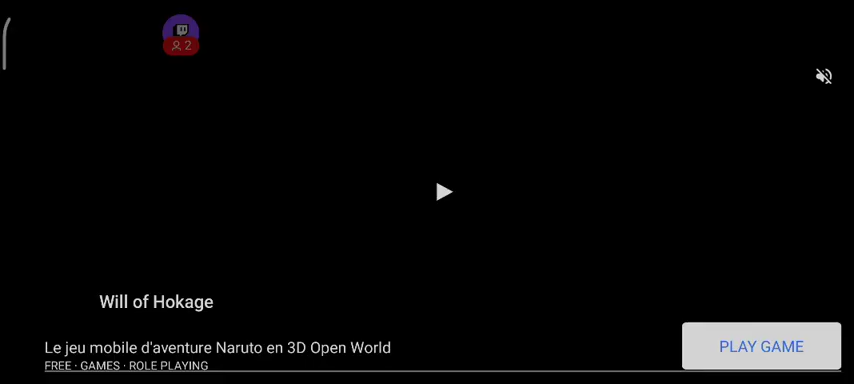 2
Will of Hokage
Le jeu mobile d'aventure Naruto en 3D Open World
FREE · GAMES · ROLE PLAYING
PLAY GAME